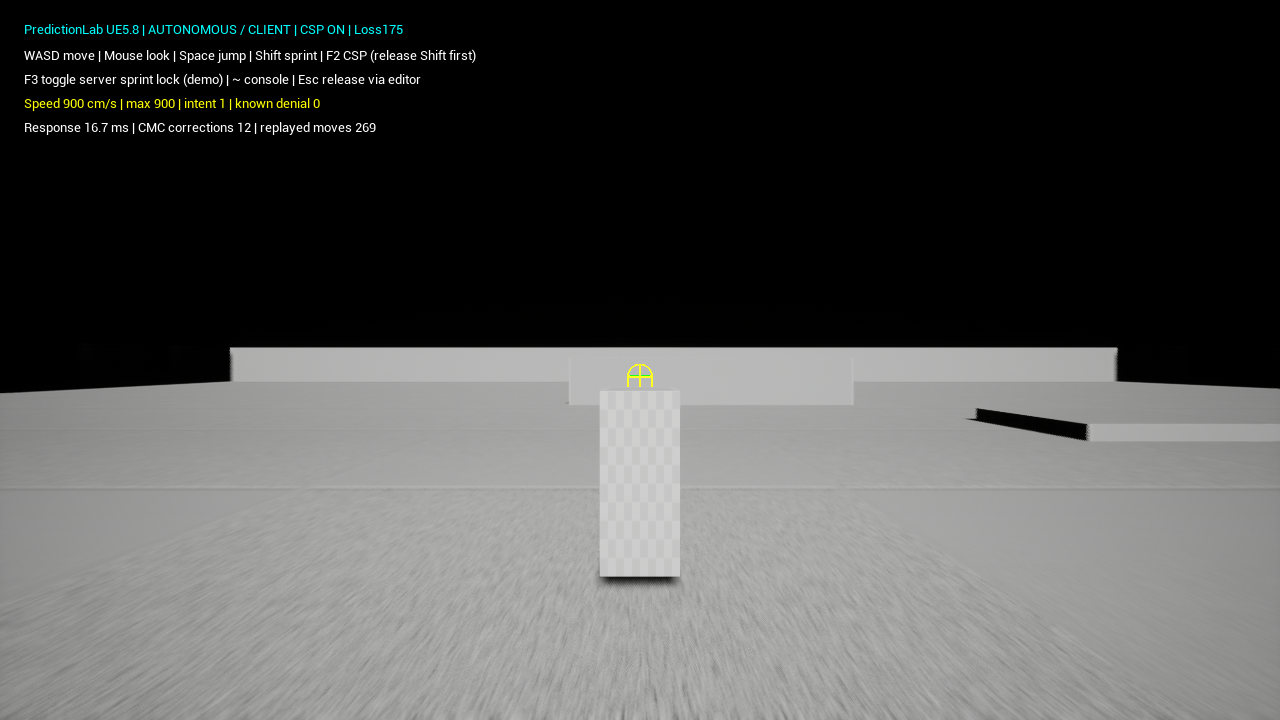 PredictionLab UE5.8 | AUTONOMOUS / CLIENT | CSP ON | Loss175
WASD move | Mouse look | Space jump | Shift sprint | F2 CSP (release Shift first)
F3 toggle server sprint lock (demo) | ~ console | Esc release via editor
Speed 900 cm/s | max 900 | intent 1 | known denial 0
Response 16.7 ms | CMC corrections 12 | replayed moves 269